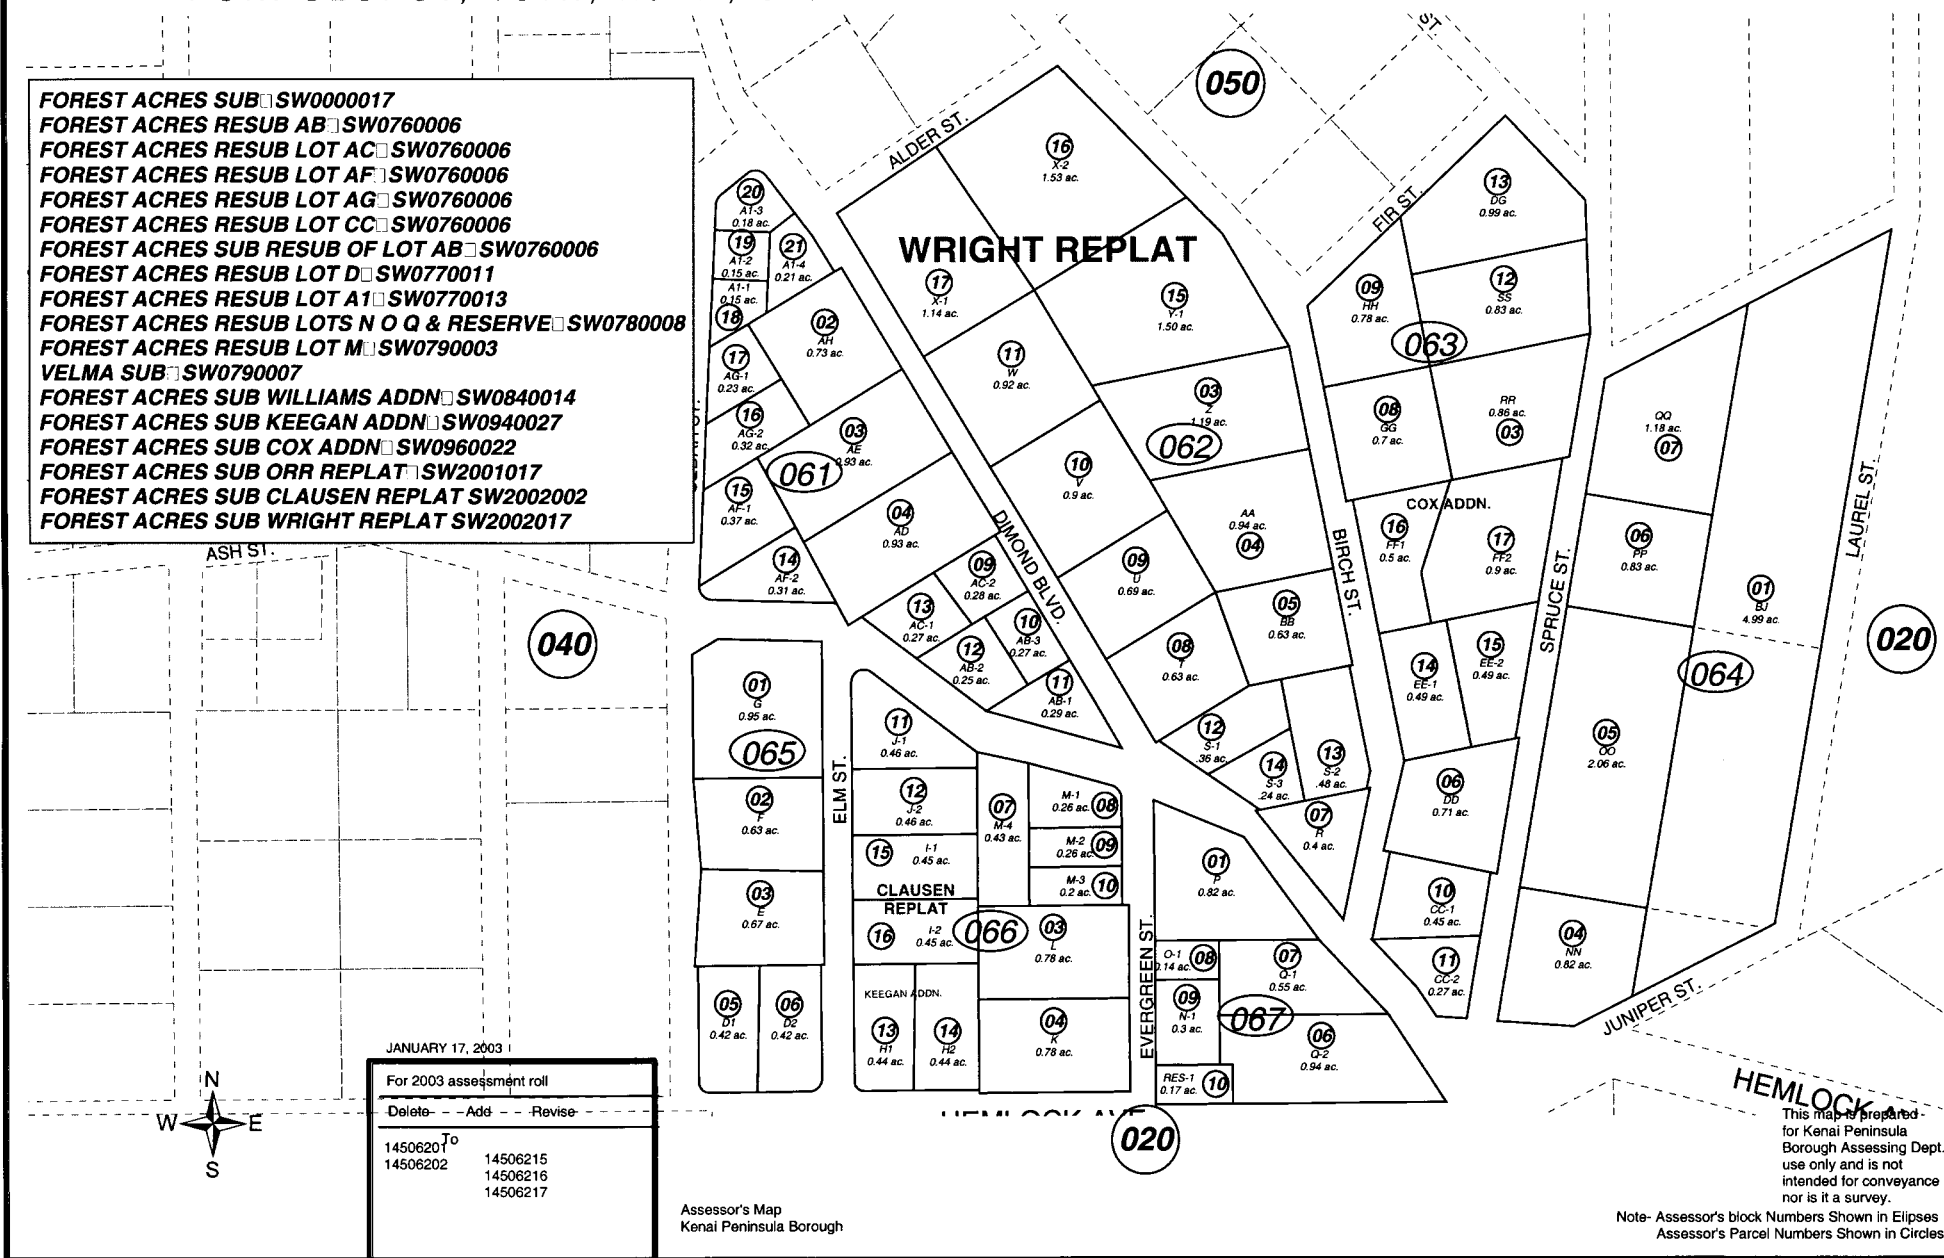 FOREST ACRES SUB SW0000017
FOREST ACRES RESUB AB SW0760006
FOREST ACRES RESUB LOT AC SW0760006
FOREST ACRES RESUB LOT AF SW0760006
FOREST ACRES RESUB LOT AG SW0760006
FOREST ACRES RESUB LOT CC SW0760006
FOREST ACRES SUB RESUB OF LOT AB SW0760006
FOREST ACRES RESUB LOT D SW0770011
FOREST ACRES RESUB LOT A1 SW0770013
FOREST ACRES RESUB LOTS N O Q & RESERVE SW0780008
FOREST ACRES RESUB LOT M SW0790003
VELMA SUB SW0790007
FOREST ACRES SUB WILLIAMS ADDN SW0840014
FOREST ACRES SUB KEEGAN ADDN SW0940027
FOREST ACRES SUB COX ADDN SW0960022
FOREST ACRES SUB ORR REPLAT SW2001017
FOREST ACRES SUB CLAUSEN REPLAT SW2002002
FOREST ACRES SUB WRIGHT REPLAT SW2002017
ST.
050
ALDER ST.
FIR ST.
WRIGHT REPLAT
20
A1-3
0.18 ac.
19
A1-2
0.15 ac.
21
A1-4
0.21 ac.
A1-1
0.15 ac.
18
02
AH
0.73 ac.
17
AG-1
0.23 ac.
16
AG-2
0.32 ac.
03
AE
0.93 ac.
061
15
AF-1
0.37 ac.
04
AD
0.93 ac.
14
AF-2
0.31 ac.
09
AC-2
0.28 ac.
13
AC-1
0.27 ac.
10
AB-3
0.27 ac.
12
AB-2
0.25 ac.
11
AB-1
0.29 ac.
DIMOND BLVD.
16
X-2
1.53 ac.
17
X-1
1.14 ac.
15
Y-1
1.50 ac.
11
W
0.92 ac.
03
Z
1.19 ac.
062
10
V
0.9 ac.
AA
0.94 ac.
04
09
U
0.69 ac.
05
BB
0.63 ac.
08
T
0.63 ac.
12
S-1
.36 ac.
14
S-3
.24 ac.
13
S-2
.48 ac.
07
R
0.4 ac.
BIRCH ST.
13
DG
0.99 ac.
12
SS
0.83 ac.
09
HH
0.78 ac.
063
08
GG
0.7 ac.
RR
0.86 ac.
03
COX ADDN.
16
FF1
0.5 ac.
17
FF2
0.9 ac.
14
EE-1
0.49 ac.
15
EE-2
0.49 ac.
06
DD
0.71 ac.
10
CC-1
0.45 ac.
11
CC-2
0.27 ac.
SPRUCE ST.
QQ
1.18 ac.
07
06
PP
0.83 ac.
01
BJ
4.99 ac.
064
05
OO
2.06 ac.
04
NN
0.82 ac.
LAUREL ST.
020
JUNIPER ST.
ASH ST.
040
01
G
0.95 ac.
065
02
F
0.63 ac.
03
E
0.67 ac.
05
D1
0.42 ac.
06
D2
0.42 ac.
ELM ST.
11
J-1
0.46 ac.
12
J-2
0.46 ac.
15
I-1
0.45 ac.
CLAUSEN
REPLAT
16
I-2
0.45 ac.
066
KEEGAN ADDN.
13
H1
0.44 ac.
14
H2
0.44 ac.
07
M-4
0.43 ac.
M-1
0.26 ac.
08
M-2
0.26 ac.
09
M-3
0.2 ac.
10
03
L
0.78 ac.
04
K
0.78 ac.
EVERGREEN ST.
01
P
0.82 ac.
O-1
0.14 ac.
08
07
Q-1
0.55 ac.
09
N-1
0.3 ac.
067
06
Q-2
0.94 ac.
RES-1
0.17 ac.
10
HEMLOCK AVE
020
HEMLOCK
JANUARY 17, 2003
For 2003 assessment roll
Delete Add Revise
14506201 To
14506202
14506215
14506216
14506217
N
W E
S
Assessor's Map
Kenai Peninsula Borough
This map is prepared
for Kenai Peninsula
Borough Assessing Dept.
use only and is not
intended for conveyance
nor is it a survey.
Note- Assessor's block Numbers Shown in Elipses
Assessor's Parcel Numbers Shown in Circles